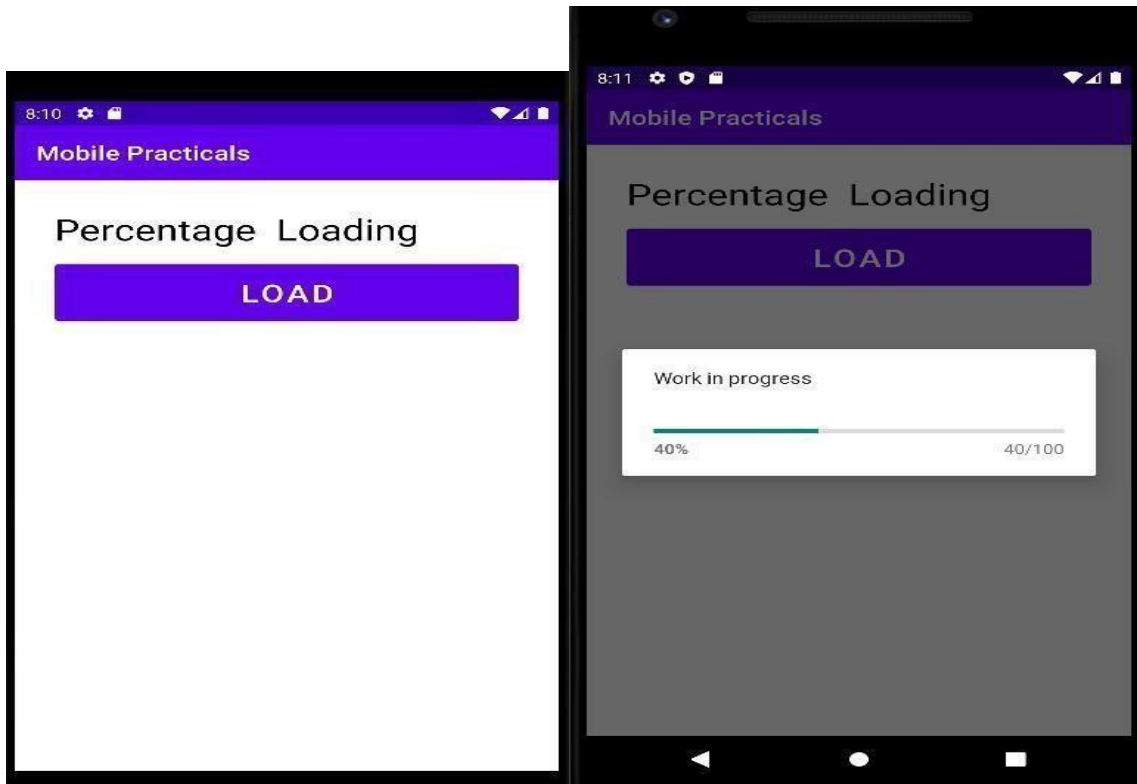 8:10
Mobile Practicals
Percentage Loading
LOAD
8:11
Mobile Practicals
Percentage Loading
LOAD
Work in progress
40% 40/100